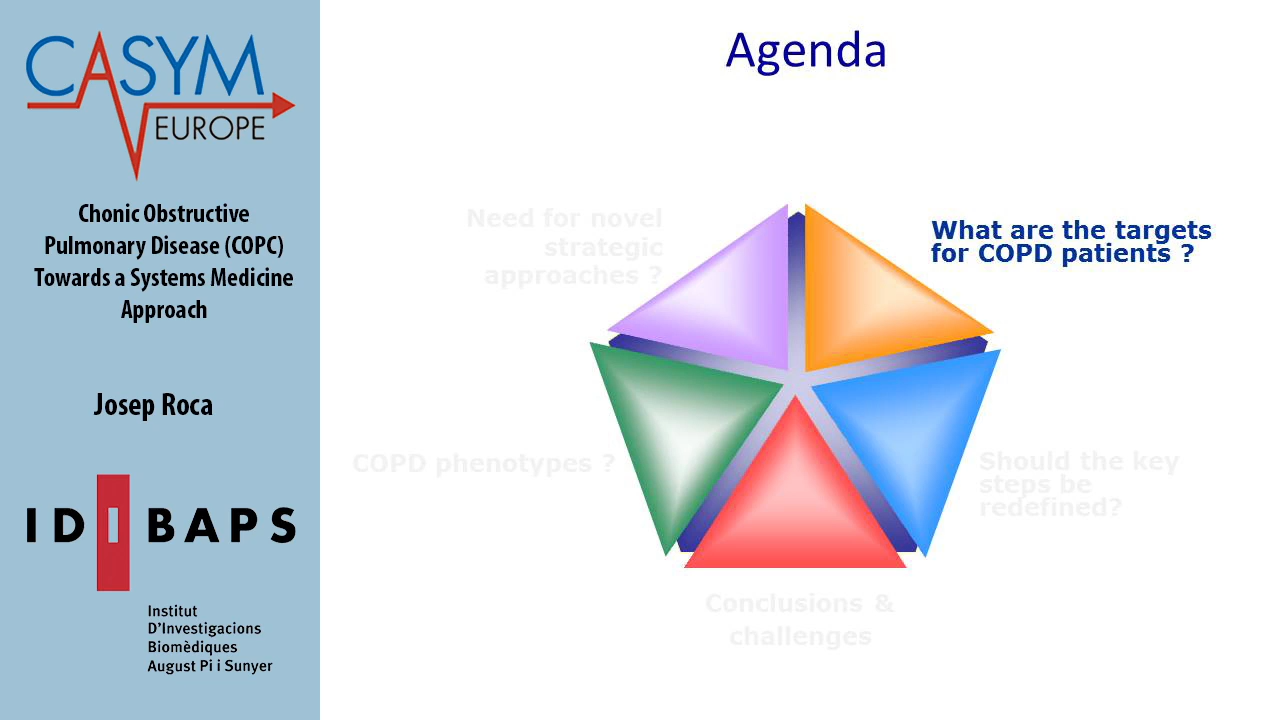 CASYM
EUROPE
Chonic Obstructive
Pulmonary Disease (COPC)
Towards a Systems Medicine
Approach
Josep Roca
IDIBAPS
Institut
D'Investigacions
Biomèdiques
August Pi i Sunyer
Agenda
Need for novel
strategic
approaches ?
What are the targets
for COPD patients ?
COPD phenotypes ?
Should the key
steps be
redefined?
Conclusions &
challenges